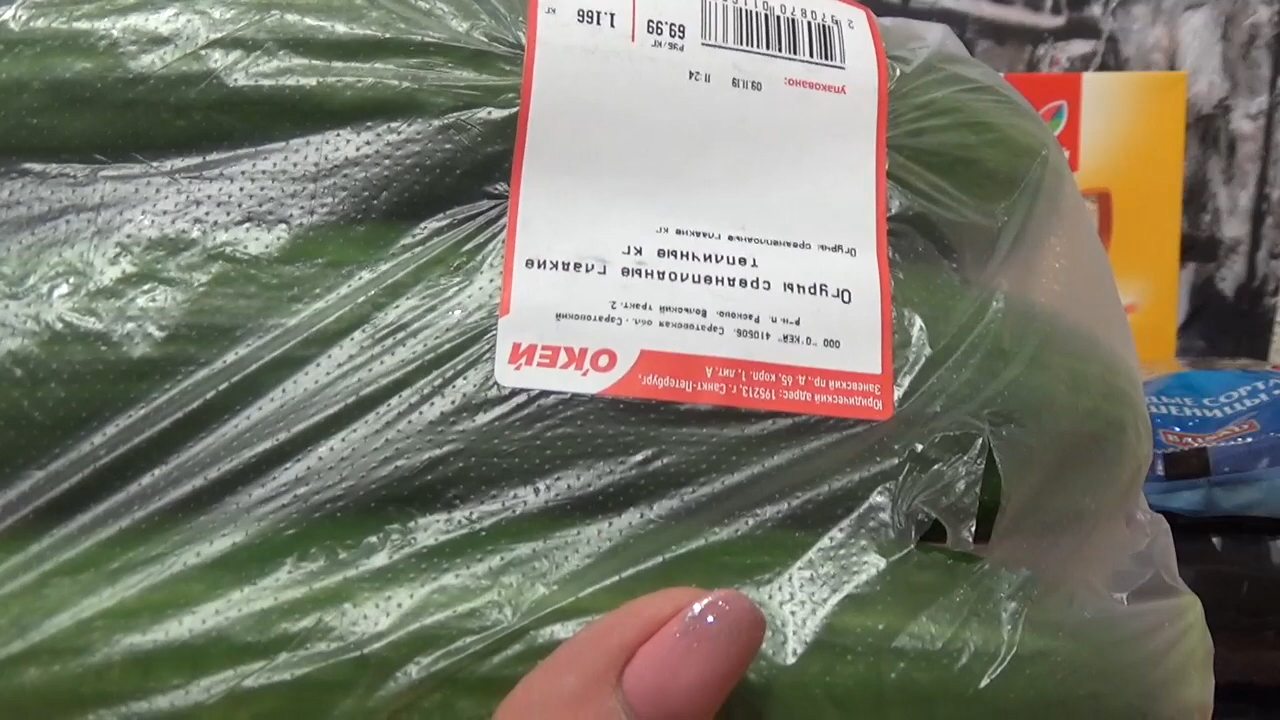 Юридический адрес: 195213, г. Санкт-Петербург,
Заневский пр, д. 65, корп. 1, лит. А
О'КЕЙ
ООО "О'КЕЙ" 410506, Саратовская обл., Саратовский
р-н, п. Расково, Вольский тракт, 2
Огурцы среднеплодные гладкие
тепличные кг
Огурцы среднеплодные гладкие кг
упаковано: 09.11.19 11:24
РУБ/КГ
69.99
кг
1.166
СОРТА